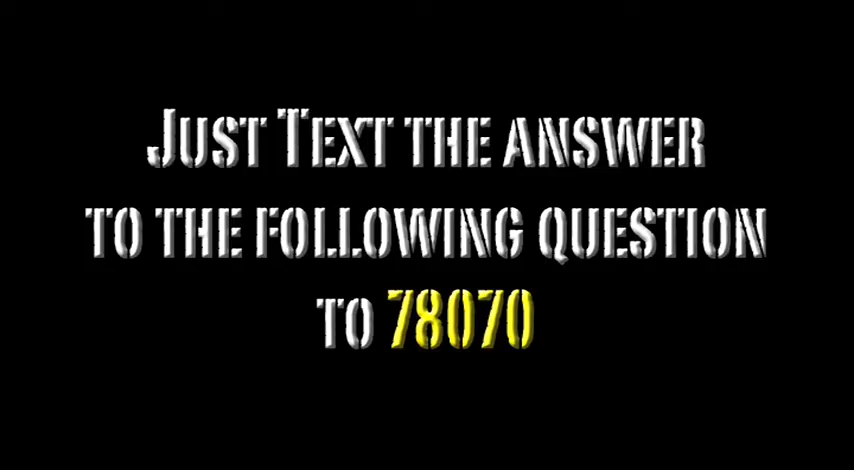 Just Text the answer
to the following question
to 78070